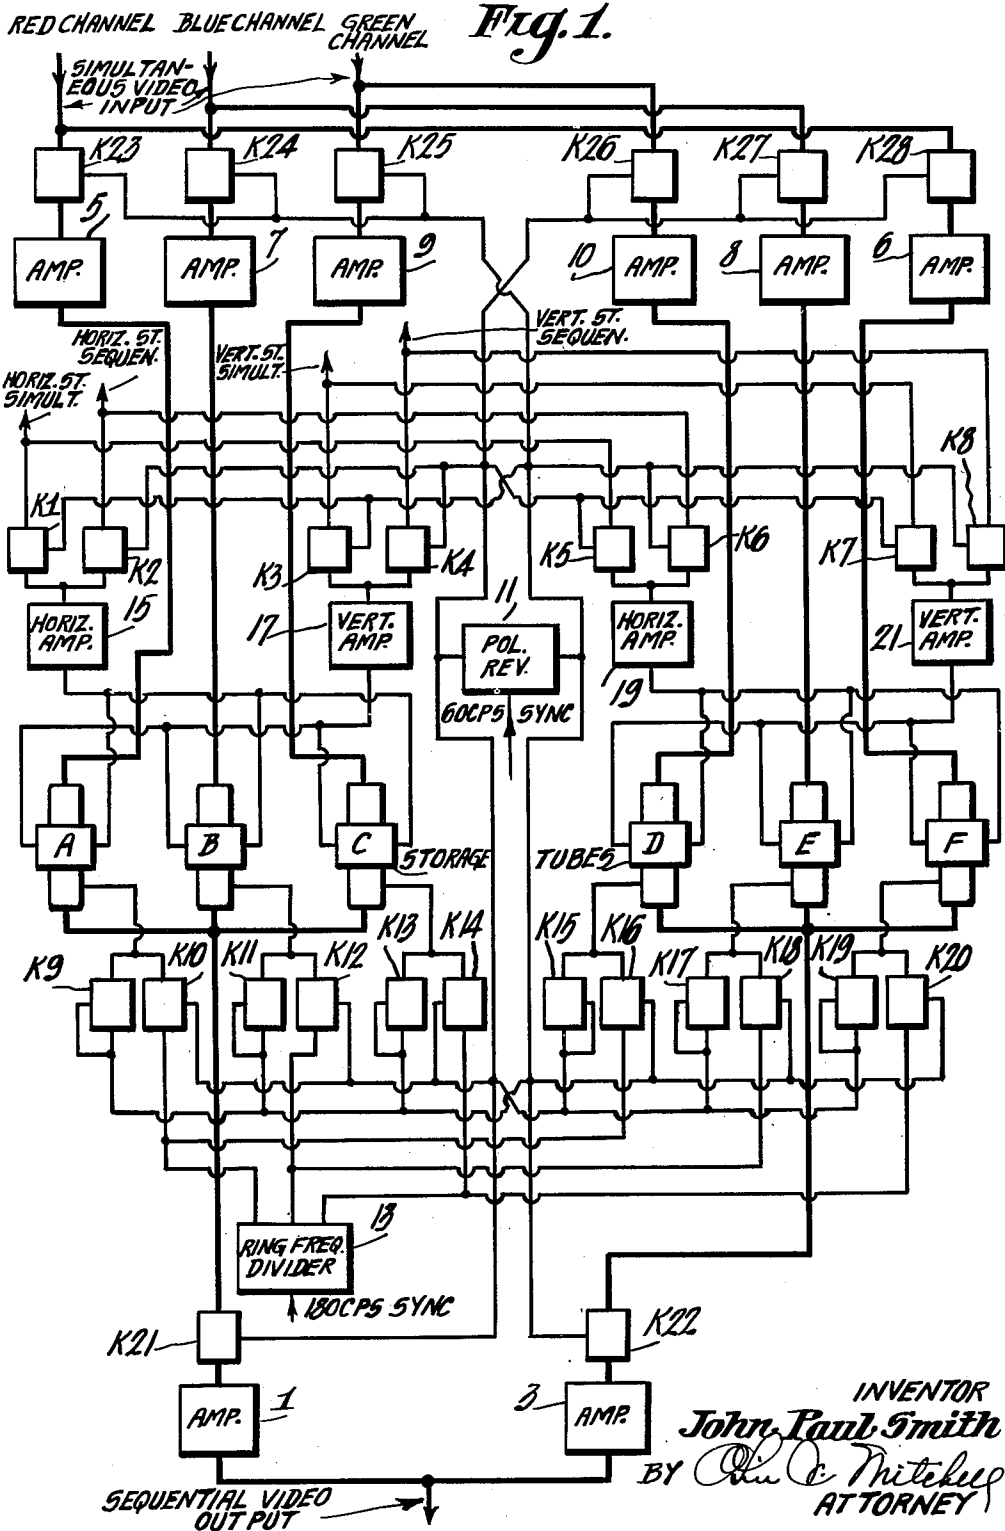 Fig. 1.
RED CHANNEL
BLUE CHANNEL
GREEN
CHANNEL
SIMULTAN-
EOUS VIDEO
INPUT
K23
K24
K25
K26
K27
K28
5
7
9
10
8
6
AMP.
AMP.
AMP.
AMP.
AMP.
AMP.
HORIZ. ST.
SEQUEN.
VERT. ST.
SIMULT.
VERT. ST.
SEQUEN.
HORIZ. ST.
SIMULT.
K1
K2
K3
K4
K5
K6
K7
K8
15
17
11
19
21
HORIZ.
AMP.
VERT.
AMP.
POL.
REV.
HORIZ.
AMP.
VERT.
AMP.
60CPS SYNC
A
B
C
D
E
F
STORAGE
TUBES
K9
K10
K11
K12
K13
K14
K15
K16
K17
K18
K19
K20
13
RING FREQ.
DIVIDER
180CPS SYNC
K21
K22
1
3
AMP.
AMP.
SEQUENTIAL VIDEO
OUTPUT
INVENTOR
John Paul Smith
BY
Mitchell
ATTORNEY